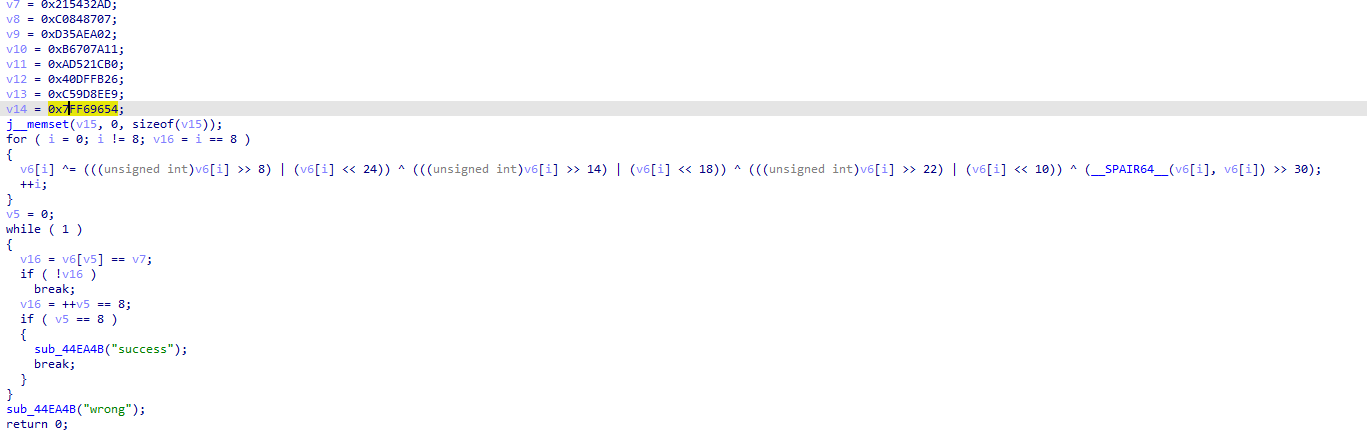 v7 = 0x215432AD;
v8 = 0xC0848707;
v9 = 0xD35AEA02;
v10 = 0xB6707A11;
v11 = 0xAD521CB0;
v12 = 0x40DFFB26;
v13 = 0xC59D8EE9;
v14 = 0x7FF69654;
j__memset(v15, 0, sizeof(v15));
for ( i = 0; i != 8; v16 = i == 8 )
{
v6[i] ^= (((unsigned int)v6[i] >> 8) | (v6[i] << 24)) ^ (((unsigned int)v6[i] >> 14) | (v6[i] << 18)) ^ (((unsigned int)v6[i] >> 22) | (v6[i] << 10)) ^ (__SPAIR64__(v6[i], v6[i]) >> 30);
++i;
}
v5 = 0;
while ( 1 )
{
v16 = v6[v5] == v7;
if ( !v16 )
break;
v16 = ++v5 == 8;
if ( v5 == 8 )
{
sub_44EA4B("success");
break;
}
}
sub_44EA4B("wrong");
return 0;